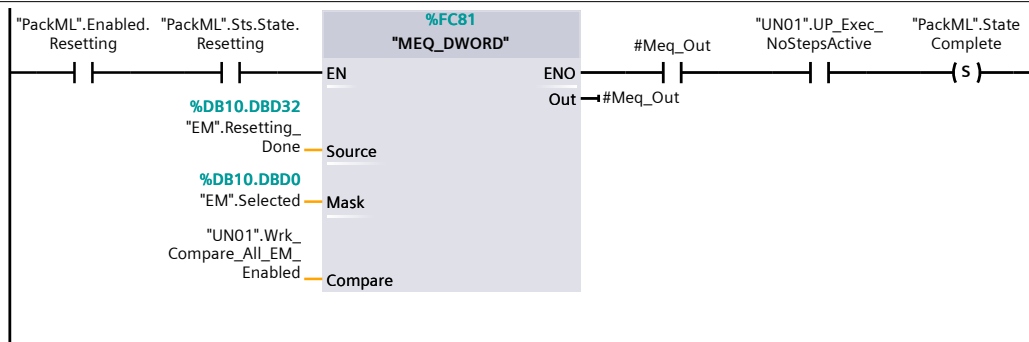 "PackML".Enabled.
Resetting
"PackML".Sts.State.
Resetting
%FC81
"MEQ_DWORD"
#Meq_Out
"UN01".UP_Exec_
NoStepsActive
"PackML".State
Complete
EN
ENO
S
Out
#Meq_Out
%DB10.DBD32
"EM".Resetting_
Done
Source
%DB10.DBD0
"EM".Selected
Mask
"UN01".Wrk_
Compare_All_EM_
Enabled
Compare